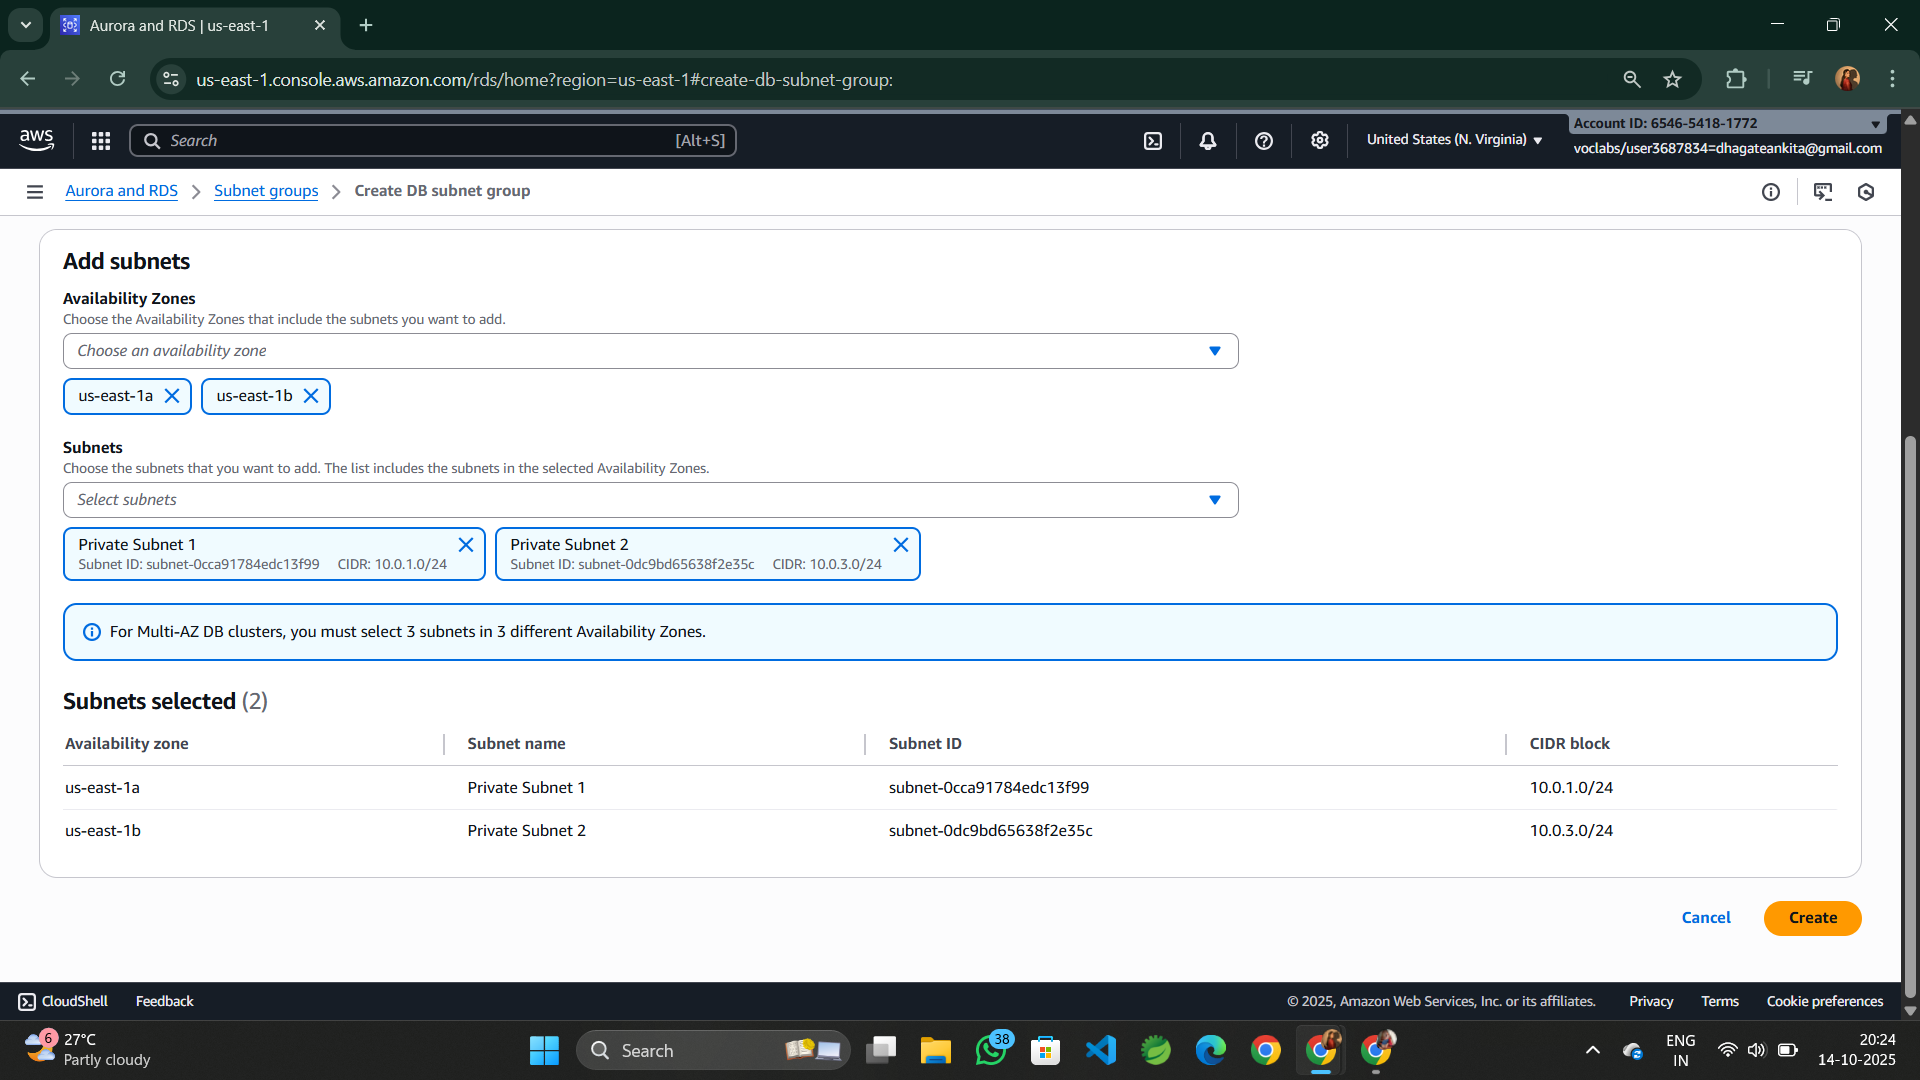 Aurora and RDS | us-east-1
us-east-1.console.aws.amazon.com/rds/home?region=us-east-1#create-db-subnet-group:
aws
Search
[Alt+S]
United States (N. Virginia)
Account ID: 6546-5418-1772
voclabs/user3687834=dhagateankita@gmail.com
Aurora and RDS
Subnet groups
Create DB subnet group
Add subnets
Availability Zones
Choose the Availability Zones that include the subnets you want to add.
Choose an availability zone
us-east-1a
us-east-1b
Subnets
Choose the subnets that you want to add. The list includes the subnets in the selected Availability Zones.
Select subnets
Private Subnet 1
Subnet ID: subnet-0cca91784edc13f99 CIDR: 10.0.1.0/24
Private Subnet 2
Subnet ID: subnet-0dc9bd65638f2e35c CIDR: 10.0.3.0/24
For Multi-AZ DB clusters, you must select 3 subnets in 3 different Availability Zones.
Subnets selected (2)
Availability zone Subnet name Subnet ID CIDR block
us-east-1a Private Subnet 1 subnet-0cca91784edc13f99 10.0.1.0/24
us-east-1b Private Subnet 2 subnet-0dc9bd65638f2e35c 10.0.3.0/24
Cancel
Create
CloudShell
Feedback
© 2025, Amazon Web Services, Inc. or its affiliates.
Privacy
Terms
Cookie preferences
6
27°C
Partly cloudy
Search
38
ENG
IN
20:24
14-10-2025